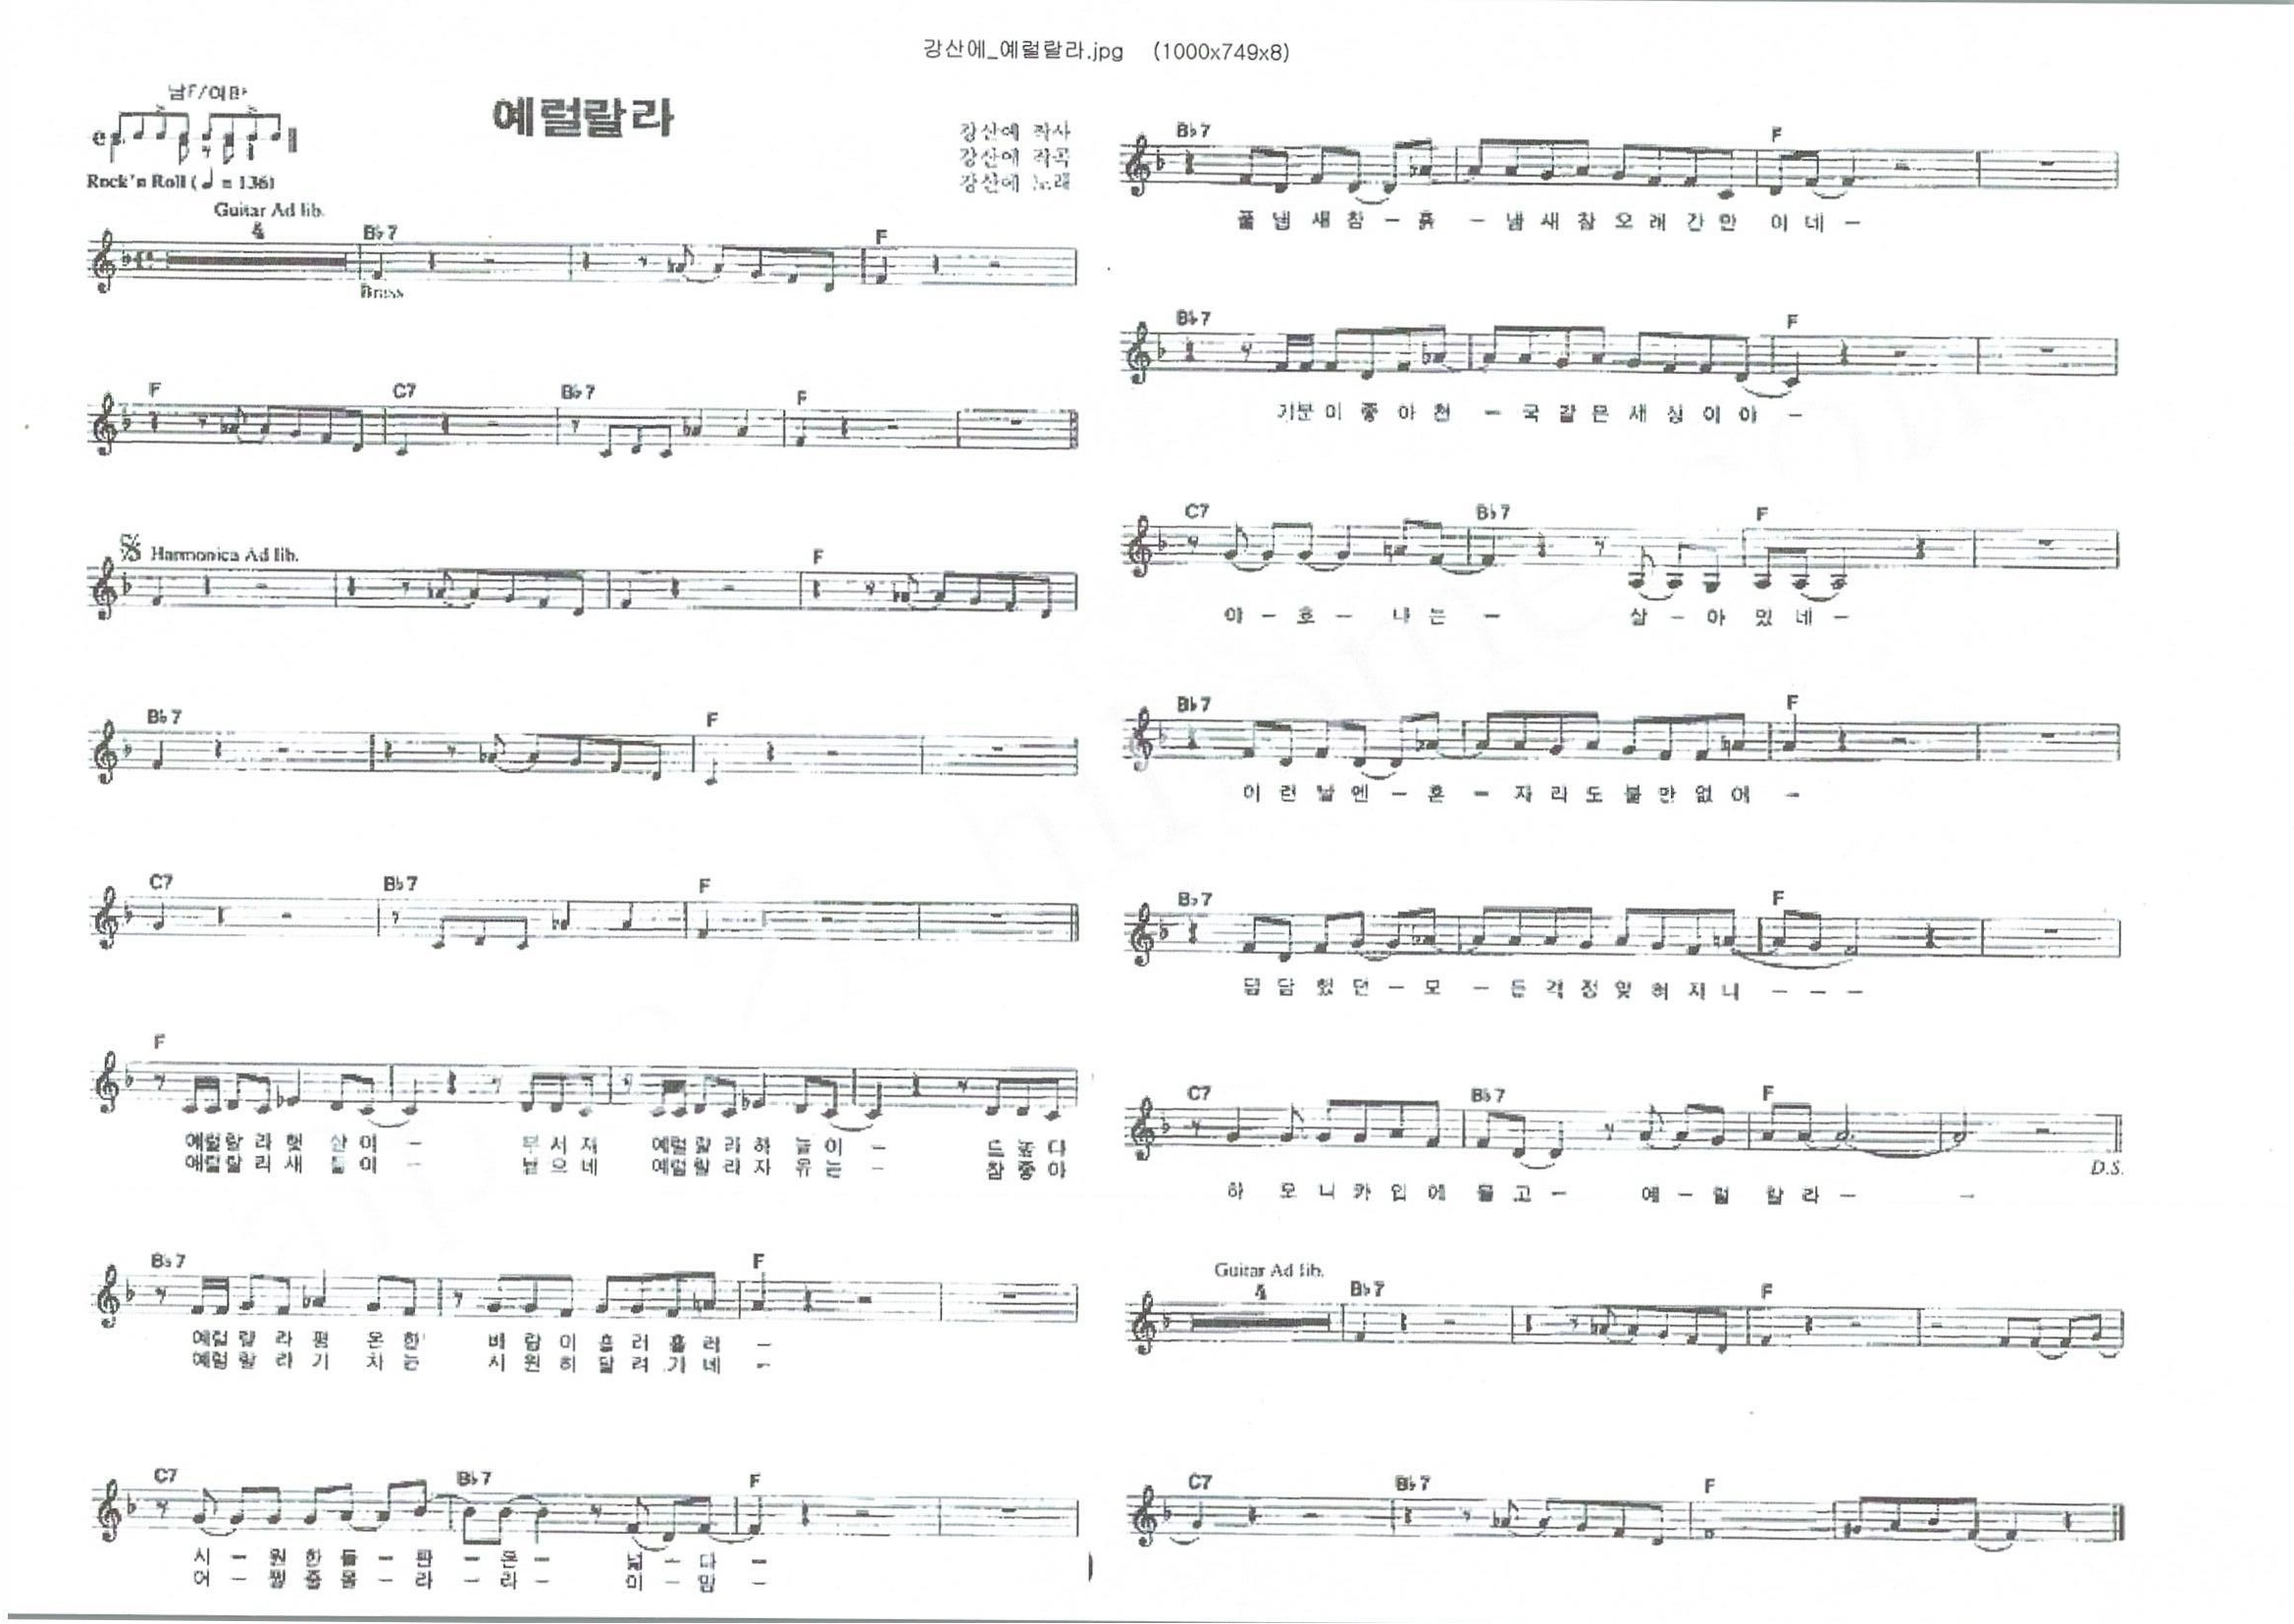 강산에_예럴랄라.jpg (1000x749x8)
남F/여B♭
예럴랄라
강산에 작사
강산에 작곡
강산에 노래
Rock'n Roll (♩ = 136)
Guitar Ad lib.
4
B♭7 F
Brass
F C7 B♭7 F
Harmonica Ad lib.
F
B♭7 F
C7 B♭7 F
F
예럴랄라햇 살이 - 부서져 예럴랄라하 늘이 - 드높다
예럴랄라새 들이 - 예럴랄라자 유는 - 참좋아
B♭7 F
예럴랄라평 온한 바람이흘러흘러 -
예럴랄라기 차는 시원히달려가네 -
C7 B♭7 F
시 - 원한들 - 판 - 은 - 넓 - 다 -
어 - 쩔줄몰 - 라 - 라 - 이 - 맘 -
B♭7 F
풀냄새참 - 흙 - 냄새참오래간만 이네 -
B♭7 F
기분이좋아천 - 국같은세상이야 -
C7 B♭7 F
야 - 호 - 나는 - 살 - 아있네 -
B♭7 F
이런날엔 - 혼 - 자라도불만없어 -
B♭7 F
답답했던 - 모 - 든걱정잊혀지니 - - -
C7 B♭7 F
D.S.
하모니카입에물고 - 예 - 럴랄라 - -
Guitar Ad lib.
4 B♭7 F
C7 B♭7 F